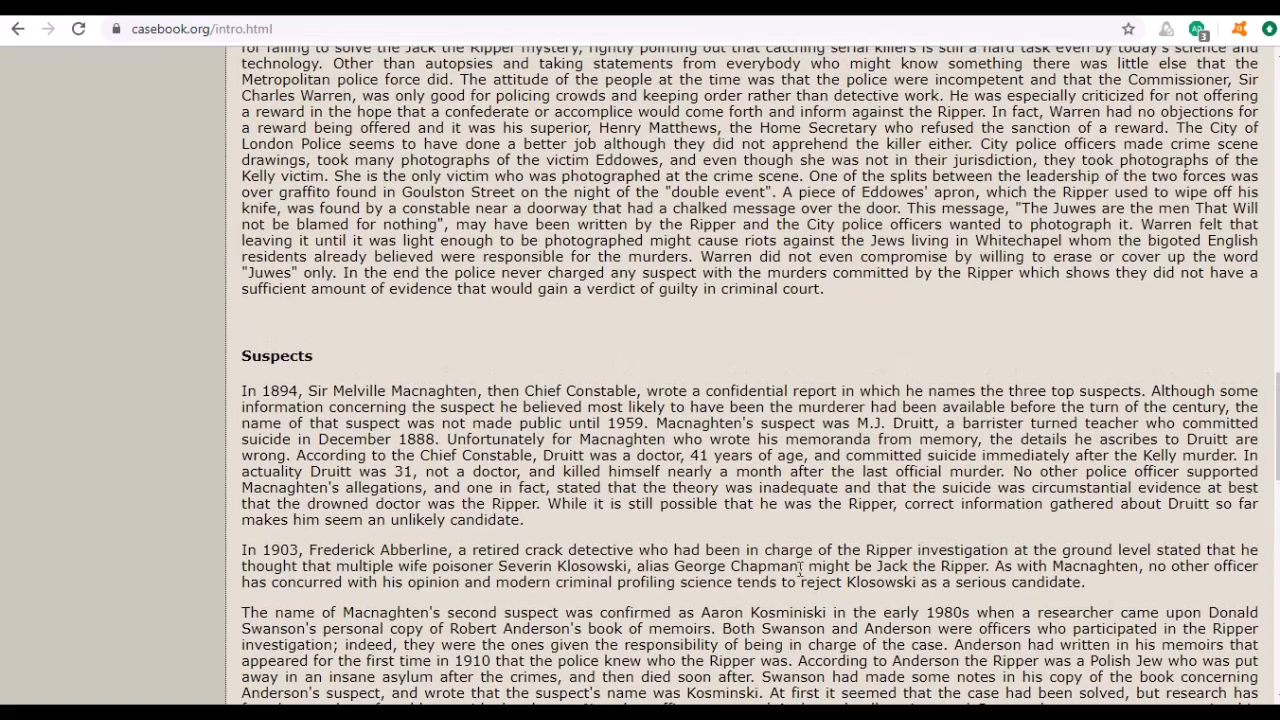 casebook.org/intro.html
3
for failing to solve the Jack the Ripper mystery, rightly pointing out that catching serial killers is still a hard task even by today's science and
technology. Other than autopsies and taking statements from everybody who might know something there was little else that the
Metropolitan police force did. The attitude of the people at the time was that the police were incompetent and that the Commissioner, Sir
Charles Warren, was only good for policing crowds and keeping order rather than detective work. He was especially criticized for not offering
a reward in the hope that a confederate or accomplice would come forth and inform against the Ripper. In fact, Warren had no objections for
a reward being offered and it was his superior, Henry Matthews, the Home Secretary who refused the sanction of a reward. The City of
London Police seems to have done a better job although they did not apprehend the killer either. City police officers made crime scene
drawings, took many photographs of the victim Eddowes, and even though she was not in their jurisdiction, they took photographs of the
Kelly victim. She is the only victim who was photographed at the crime scene. One of the splits between the leadership of the two forces was
over graffito found in Goulston Street on the night of the "double event". A piece of Eddowes' apron, which the Ripper used to wipe off his
knife, was found by a constable near a doorway that had a chalked message over the door. This message, "The Juwes are the men That Will
not be blamed for nothing", may have been written by the Ripper and the City police officers wanted to photograph it. Warren felt that
leaving it until it was light enough to be photographed might cause riots against the Jews living in Whitechapel whom the bigoted English
residents already believed were responsible for the murders. Warren did not even compromise by willing to erase or cover up the word
"Juwes" only. In the end the police never charged any suspect with the murders committed by the Ripper which shows they did not have a
sufficient amount of evidence that would gain a verdict of guilty in criminal court.
Suspects
In 1894, Sir Melville Macnaghten, then Chief Constable, wrote a confidential report in which he names the three top suspects. Although some
information concerning the suspect he believed most likely to have been the murderer had been available before the turn of the century, the
name of that suspect was not made public until 1959. Macnaghten's suspect was M.J. Druitt, a barrister turned teacher who committed
suicide in December 1888. Unfortunately for Macnaghten who wrote his memoranda from memory, the details he ascribes to Druitt are
wrong. According to the Chief Constable, Druitt was a doctor, 41 years of age, and committed suicide immediately after the Kelly murder. In
actuality Druitt was 31, not a doctor, and killed himself nearly a month after the last official murder. No other police officer supported
Macnaghten's allegations, and one in fact, stated that the theory was inadequate and that the suicide was circumstantial evidence at best
that the drowned doctor was the Ripper. While it is still possible that he was the Ripper, correct information gathered about Druitt so far
makes him seem an unlikely candidate.
In 1903, Frederick Abberline, a retired crack detective who had been in charge of the Ripper investigation at the ground level stated that he
thought that multiple wife poisoner Severin Klosowski, alias George Chapman might be Jack the Ripper. As with Macnaghten, no other officer
has concurred with his opinion and modern criminal profiling science tends to reject Klosowski as a serious candidate.
The name of Macnaghten's second suspect was confirmed as Aaron Kosminiski in the early 1980s when a researcher came upon Donald
Swanson's personal copy of Robert Anderson's book of memoirs. Both Swanson and Anderson were officers who participated in the Ripper
investigation; indeed, they were the ones given the responsibility of being in charge of the case. Anderson had written in his memoirs that
appeared for the first time in 1910 that the police knew who the Ripper was. According to Anderson the Ripper was a Polish Jew who was put
away in an insane asylum after the crimes, and then died soon after. Swanson had made some notes in his copy of the book concerning
Anderson's suspect, and wrote that the suspect's name was Kosminski. At first it seemed that the case had been solved, but research has